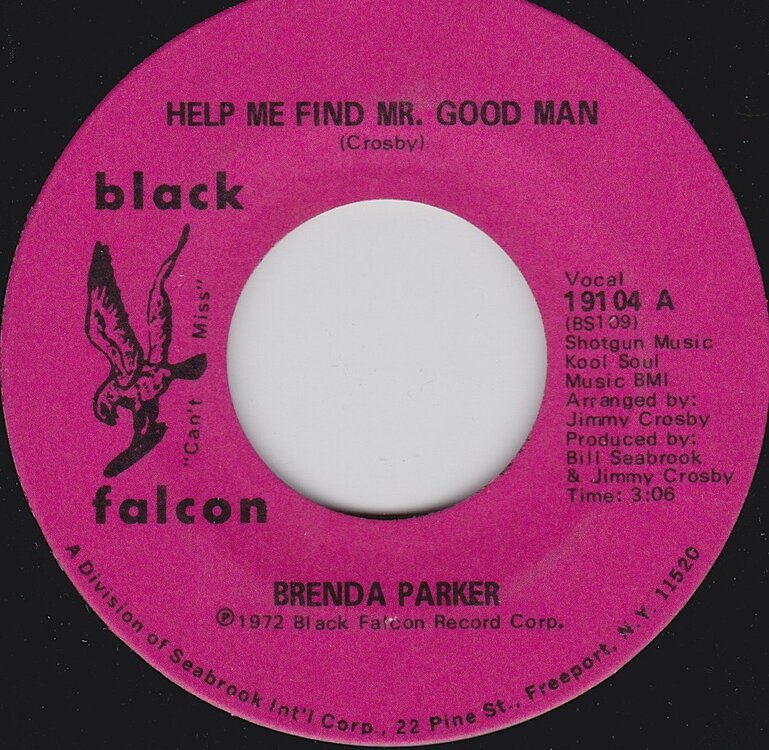 HELP ME FIND MR. GOOD MAN
(Crosby)
black
"Can't Miss"
falcon
Vocal
19104 A
(BS109)
Shotgun Music
Kool Soul
Music BMI
Arranged by:
Jimmy Crosby
Produced by:
Bill Seabrook
& Jimmy Crosby
Time: 3:06
BRENDA PARKER
℗1972 Black Falcon Record Corp.
A Division of Seabrook Int'l Corp., 22 Pine St., Freeport, N.Y. 11520